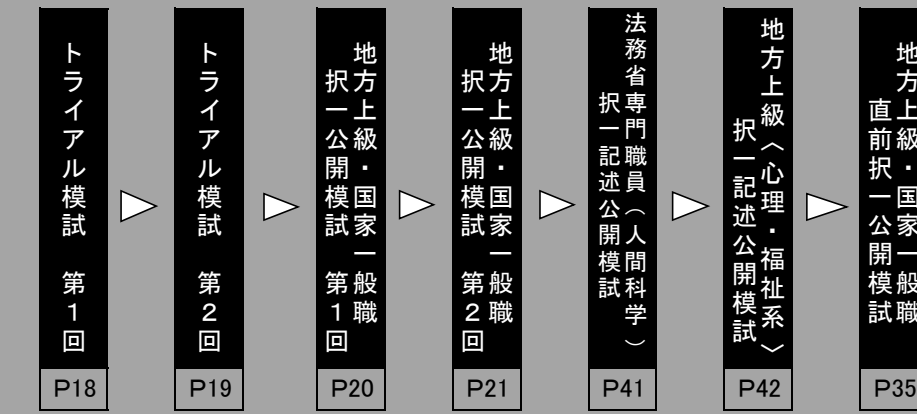 トライアル模試　第１回
P18
トライアル模試　第２回
P19
地方上級・国家一般職
択一公開模試　第１回
P20
地方上級・国家一般職
択一公開模試　第２回
P21
法務省専門職員（人間科学）
択一記述公開模試
P41
地方上級〈心理・福祉系〉
択一記述公開模試
P42
地方上級・国家一般職
直前択一公開模試
P35